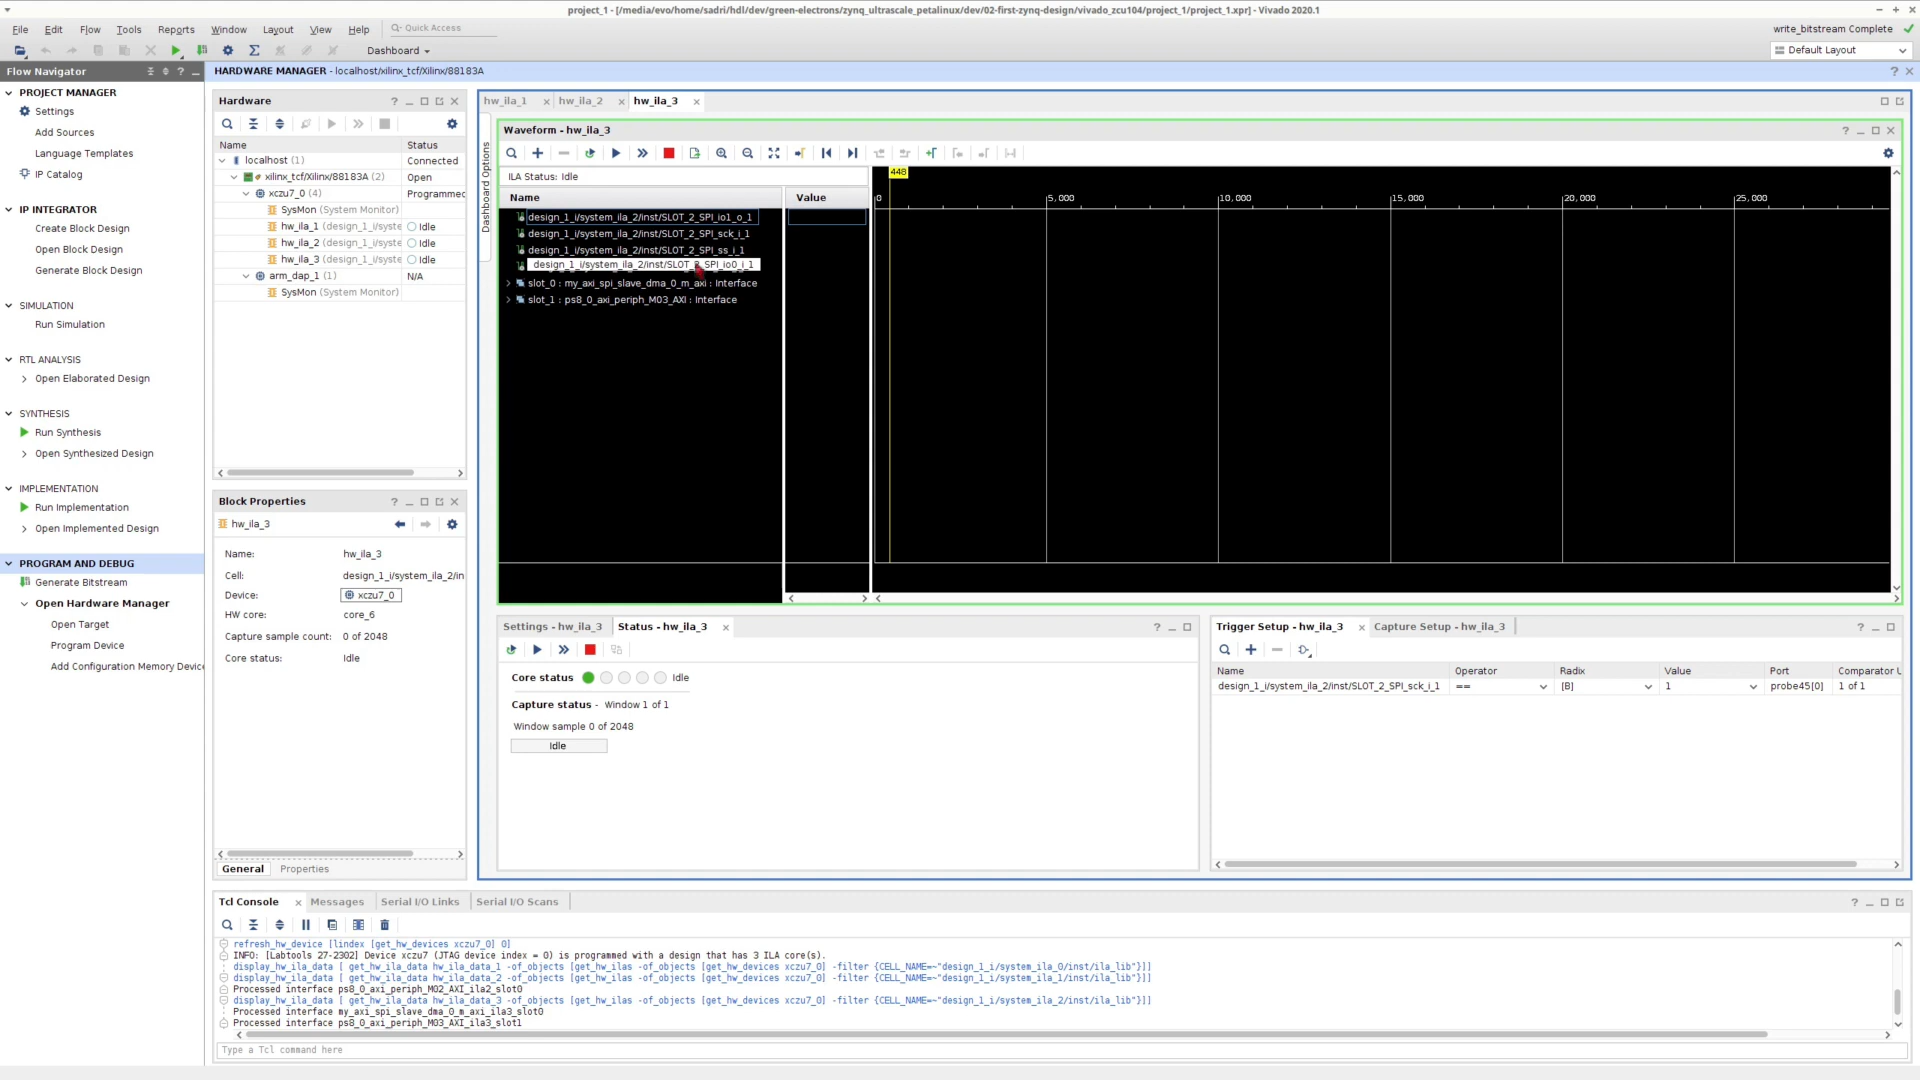 project_1 - [/media/evo/home/sadri/hdl/dev/green-electrons/zynq_ultrascale_petalinux/dev/02-first-zynq-design/vivado_zcu104/project_1/project_1.xpr] - Vivado 2020.1
File Edit Flow Tools Reports Window Layout View Help Quick Access
write_bitstream Complete
Dashboard
Default Layout
Flow Navigator
PROJECT MANAGER
Settings
Add Sources
Language Templates
IP Catalog
IP INTEGRATOR
Create Block Design
Open Block Design
Generate Block Design
SIMULATION
Run Simulation
RTL ANALYSIS
Open Elaborated Design
SYNTHESIS
Run Synthesis
Open Synthesized Design
IMPLEMENTATION
Run Implementation
Open Implemented Design
PROGRAM AND DEBUG
Generate Bitstream
Open Hardware Manager
Open Target
Program Device
Add Configuration Memory Device
HARDWARE MANAGER - localhost/xilinx_tcf/Xilinx/88183A
Hardware
Name Status
localhost (1) Connected
xilinx_tcf/Xilinx/88183A (2) Open
xczu7_0 (4) Programmed
SysMon (System Monitor)
hw_ila_1 (design_1_i/syste Idle
hw_ila_2 (design_1_i/syste Idle
hw_ila_3 (design_1_i/syste Idle
arm_dap_1 (1) N/A
SysMon (System Monitor)
Block Properties
hw_ila_3
Name: hw_ila_3
Cell: design_1_i/system_ila_2/in
Device: xczu7_0
HW core: core_6
Capture sample count: 0 of 2048
Core status: Idle
General Properties
hw_ila_1 hw_ila_2 hw_ila_3
Dashboard Options
Waveform - hw_ila_3
ILA Status: Idle
Name Value
design_1_i/system_ila_2/inst/SLOT_2_SPI_io1_o_1
design_1_i/system_ila_2/inst/SLOT_2_SPI_sck_i_1
design_1_i/system_ila_2/inst/SLOT_2_SPI_ss_i_1
design_1_i/system_ila_2/inst/SLOT_2_SPI_io0_i_1
slot_0 : my_axi_spi_slave_dma_0_m_axi : Interface
slot_1 : ps8_0_axi_periph_M03_AXI : Interface
448
0 5,000 10,000 15,000 20,000 25,000
Settings - hw_ila_3 Status - hw_ila_3
Core status Idle
Capture status - Window 1 of 1
Window sample 0 of 2048
Idle
Trigger Setup - hw_ila_3 Capture Setup - hw_ila_3
Name Operator Radix Value Port Comparator U
design_1_i/system_ila_2/inst/SLOT_2_SPI_sck_i_1 == [B] 1 probe45[0] 1 of 1
Tcl Console Messages Serial I/O Links Serial I/O Scans
refresh_hw_device [lindex [get_hw_devices xczu7_0] 0]
INFO: [Labtools 27-2302] Device xczu7 (JTAG device index = 0) is programmed with a design that has 3 ILA core(s).
display_hw_ila_data [ get_hw_ila_data hw_ila_data_1 -of_objects [get_hw_ilas -of_objects [get_hw_devices xczu7_0] -filter {CELL_NAME=~"design_1_i/system_ila_0/inst/ila_lib"}]]
display_hw_ila_data [ get_hw_ila_data hw_ila_data_2 -of_objects [get_hw_ilas -of_objects [get_hw_devices xczu7_0] -filter {CELL_NAME=~"design_1_i/system_ila_1/inst/ila_lib"}]]
Processed interface ps8_0_axi_periph_M02_AXI_ila2_slot0
display_hw_ila_data [ get_hw_ila_data hw_ila_data_3 -of_objects [get_hw_ilas -of_objects [get_hw_devices xczu7_0] -filter {CELL_NAME=~"design_1_i/system_ila_2/inst/ila_lib"}]]
Processed interface my_axi_spi_slave_dma_0_m_axi_ila3_slot0
Processed interface ps8_0_axi_periph_M03_AXI_ila3_slot1
Type a Tcl command here